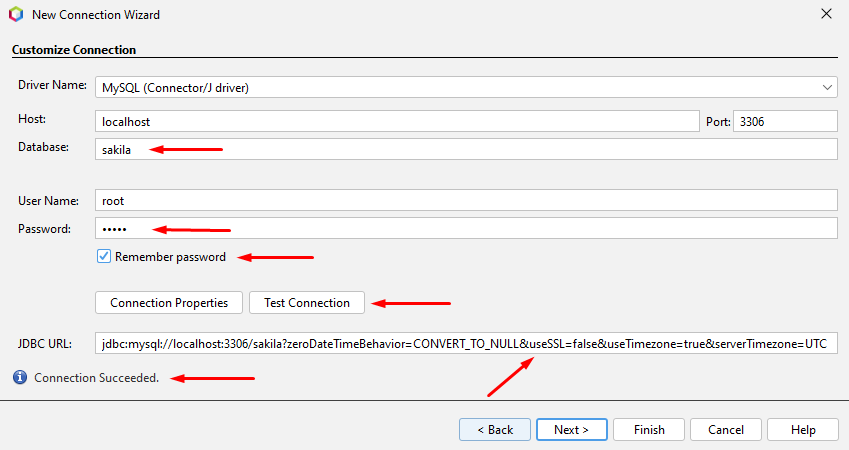 New Connection Wizard
Customize Connection
Driver Name: MySQL (Connector/J driver)
Host: localhost Port: 3306
Database: sakila
User Name: root
Password: •••••
Remember password
Connection Properties Test Connection
JDBC URL: jdbc:mysql://localhost:3306/sakila?zeroDateTimeBehavior=CONVERT_TO_NULL&useSSL=false&useTimezone=true&serverTimezone=UTC
Connection Succeeded.
< Back Next > Finish Cancel Help